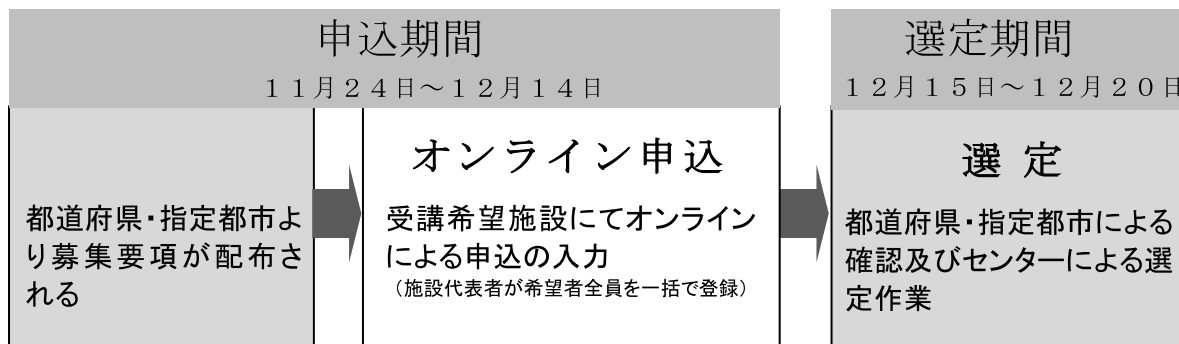 申込期間
１１月２４日～１２月１４日
選定期間
１２月１５日～１２月２０日
都道府県・指定都市よ
り募集要項が配布さ
れる
オンライン申込
受講希望施設にてオンライン
による申込の入力
（施設代表者が希望者全員を一括で登録）
選 定
都道府県・指定都市による
確認及びセンターによる選
定作業